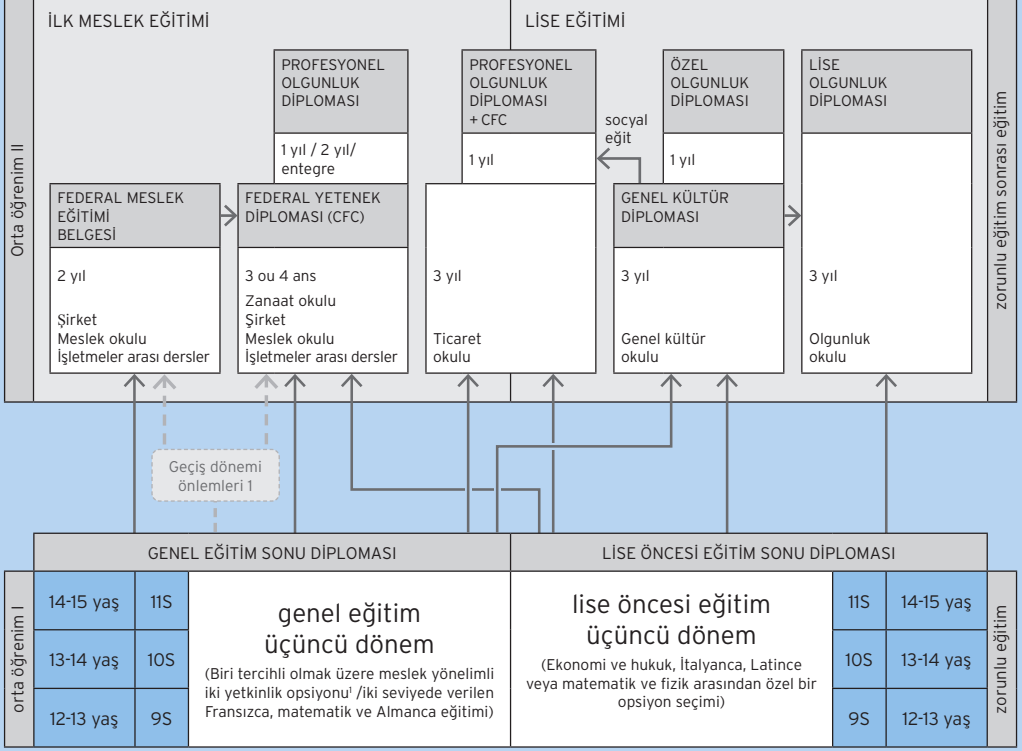 İLK MESLEK EĞİTİMİ
LİSE EĞİTİMİ
Orta öğrenim II
zorunlu eğitim sonrası eğitim
PROFESYONEL
OLGUNLUK
DİPLOMASI
1 yıl / 2 yıl/
entegre
PROFESYONEL
OLGUNLUK
DİPLOMASI
+ CFC
1 yıl
socyal
eğit
ÖZEL
OLGUNLUK
DİPLOMASI
1 yıl
LİSE
OLGUNLUK
DİPLOMASI
FEDERAL MESLEK
EĞİTİMİ
BELGESİ
2 yıl
Şirket
Meslek okulu
İşletmeler arası dersler
FEDERAL YETENEK
DİPLOMASI (CFC)
3 ou 4 ans
Zanaat okulu
Şirket
Meslek okulu
İşletmeler arası dersler
3 yıl
Ticaret
okulu
GENEL KÜLTÜR
DİPLOMASI
3 yıl
Genel kültür
okulu
3 yıl
Olgunluk
okulu
Geçiş dönemi
önlemleri 1
GENEL EĞİTİM SONU DİPLOMASI
LİSE ÖNCESİ EĞİTİM SONU DİPLOMASI
orta öğrenim I
14-15 yaş 11S
13-14 yaş 10S
12-13 yaş 9S
genel eğitim
üçüncü dönem
(Biri tercihli olmak üzere meslek yönelimli
iki yetkinlik opsiyonu¹ /iki seviyede verilen
Fransızca, matematik ve Almanca eğitimi)
lise öncesi eğitim
üçüncü dönem
(Ekonomi ve hukuk, İtalyanca, Latince
veya matematik ve fizik arasından özel bir
opsiyon seçimi)
11S 14-15 yaş
10S 13-14 yaş
9S 12-13 yaş
zorunlu eğitim